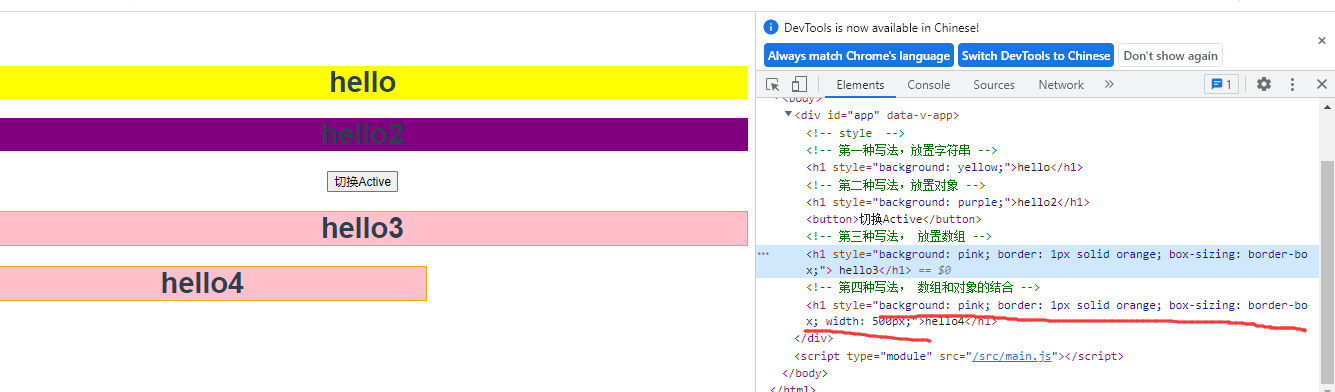 hello
hello2
切换Active
hello3
hello4
DevTools is now available in Chinese!
Always match Chrome's language
Switch DevTools to Chinese
Don't show again
Elements
Console
Sources
Network
1
<body>
<div id="app" data-v-app>
<!-- style  -->
<!-- 第一种写法，放置字符串 -->
<h1 style="background: yellow;">hello</h1>
<!-- 第二种写法，放置对象 -->
<h1 style="background: purple;">hello2</h1>
<button>切换Active</button>
<!-- 第三种写法， 放置数组 -->
<h1 style="background: pink; border: 1px solid orange; box-sizing: border-bo
x;"> hello3</h1> == $0
<!-- 第四种写法， 数组和对象的结合 -->
<h1 style="background: pink; border: 1px solid orange; box-sizing: border-bo
x; width: 500px;">hello4</h1>
</div>
<script type="module" src="/src/main.js"></script>
</body>
</html>